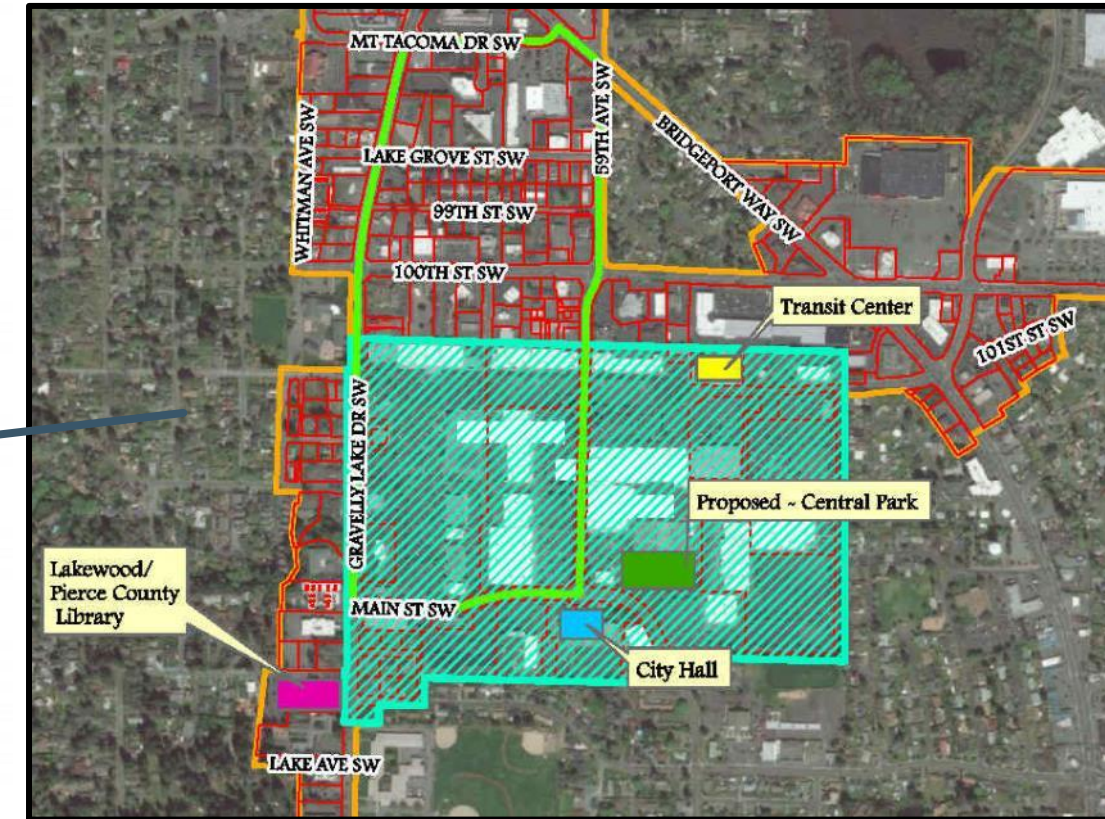 MT TACOMA DR SW
WHITMAN AVE SW
59TH AVE SW
BRIDGEPORT WAY SW
LAKE GROVE ST SW
99TH ST SW
100TH ST SW
Transit Center
101ST ST SW
GRAVELLY LAKE DR SW
Proposed ~ Central Park
Lakewood/
Pierce County
Library
MAIN ST SW
City Hall
LAKE AVE SW